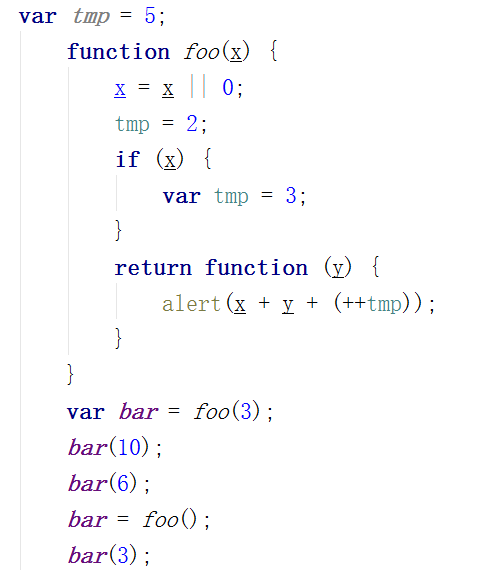 var tmp = 5;
function foo(x) {
x = x || 0;
tmp = 2;
if (x) {
var tmp = 3;
}
return function (y) {
alert(x + y + (++tmp));
}
}
var bar = foo(3);
bar(10);
bar(6);
bar = foo();
bar(3);